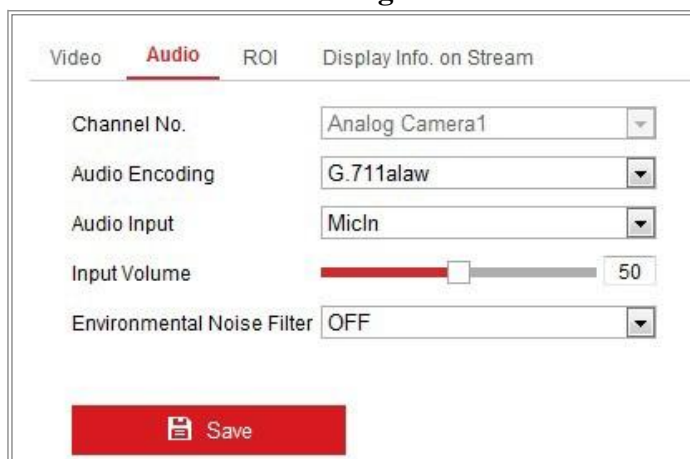 Video Audio ROI Display Info. on Stream
Channel No. Analog Camera1
Audio Encoding G.711alaw
Audio Input MicIn
Input Volume 50
Environmental Noise Filter OFF
Save